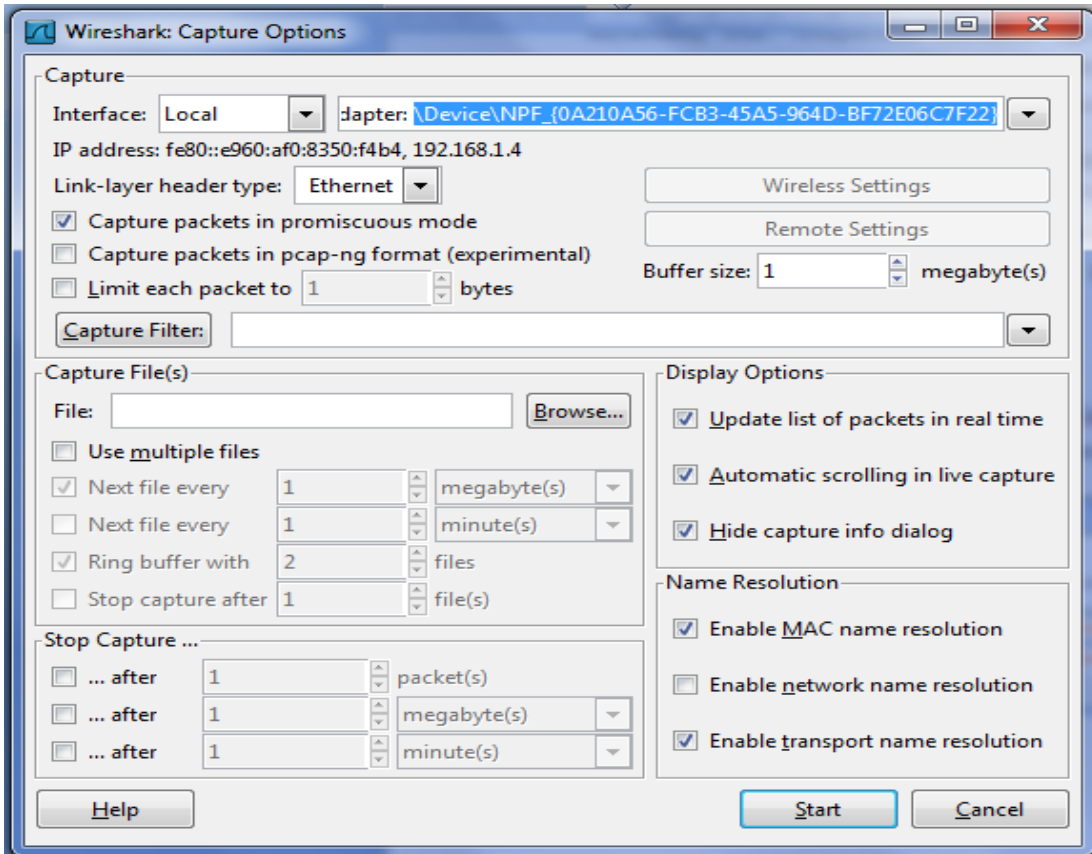 Wireshark: Capture Options
Capture
Interface: Local dapter: \Device\NPF_{0A210A56-FCB3-45A5-964D-BF72E06C7F22}
IP address: fe80::e960:af0:8350:f4b4, 192.168.1.4
Link-layer header type: Ethernet
Wireless Settings
Capture packets in promiscuous mode
Remote Settings
Capture packets in pcap-ng format (experimental)
Buffer size: 1 megabyte(s)
Limit each packet to 1 bytes
Capture Filter:
Capture File(s)
File: Browse...
Use multiple files
Next file every 1 megabyte(s)
Next file every 1 minute(s)
Ring buffer with 2 files
Stop capture after 1 file(s)
Stop Capture ...
... after 1 packet(s)
... after 1 megabyte(s)
... after 1 minute(s)
Display Options
Update list of packets in real time
Automatic scrolling in live capture
Hide capture info dialog
Name Resolution
Enable MAC name resolution
Enable network name resolution
Enable transport name resolution
Help Start Cancel